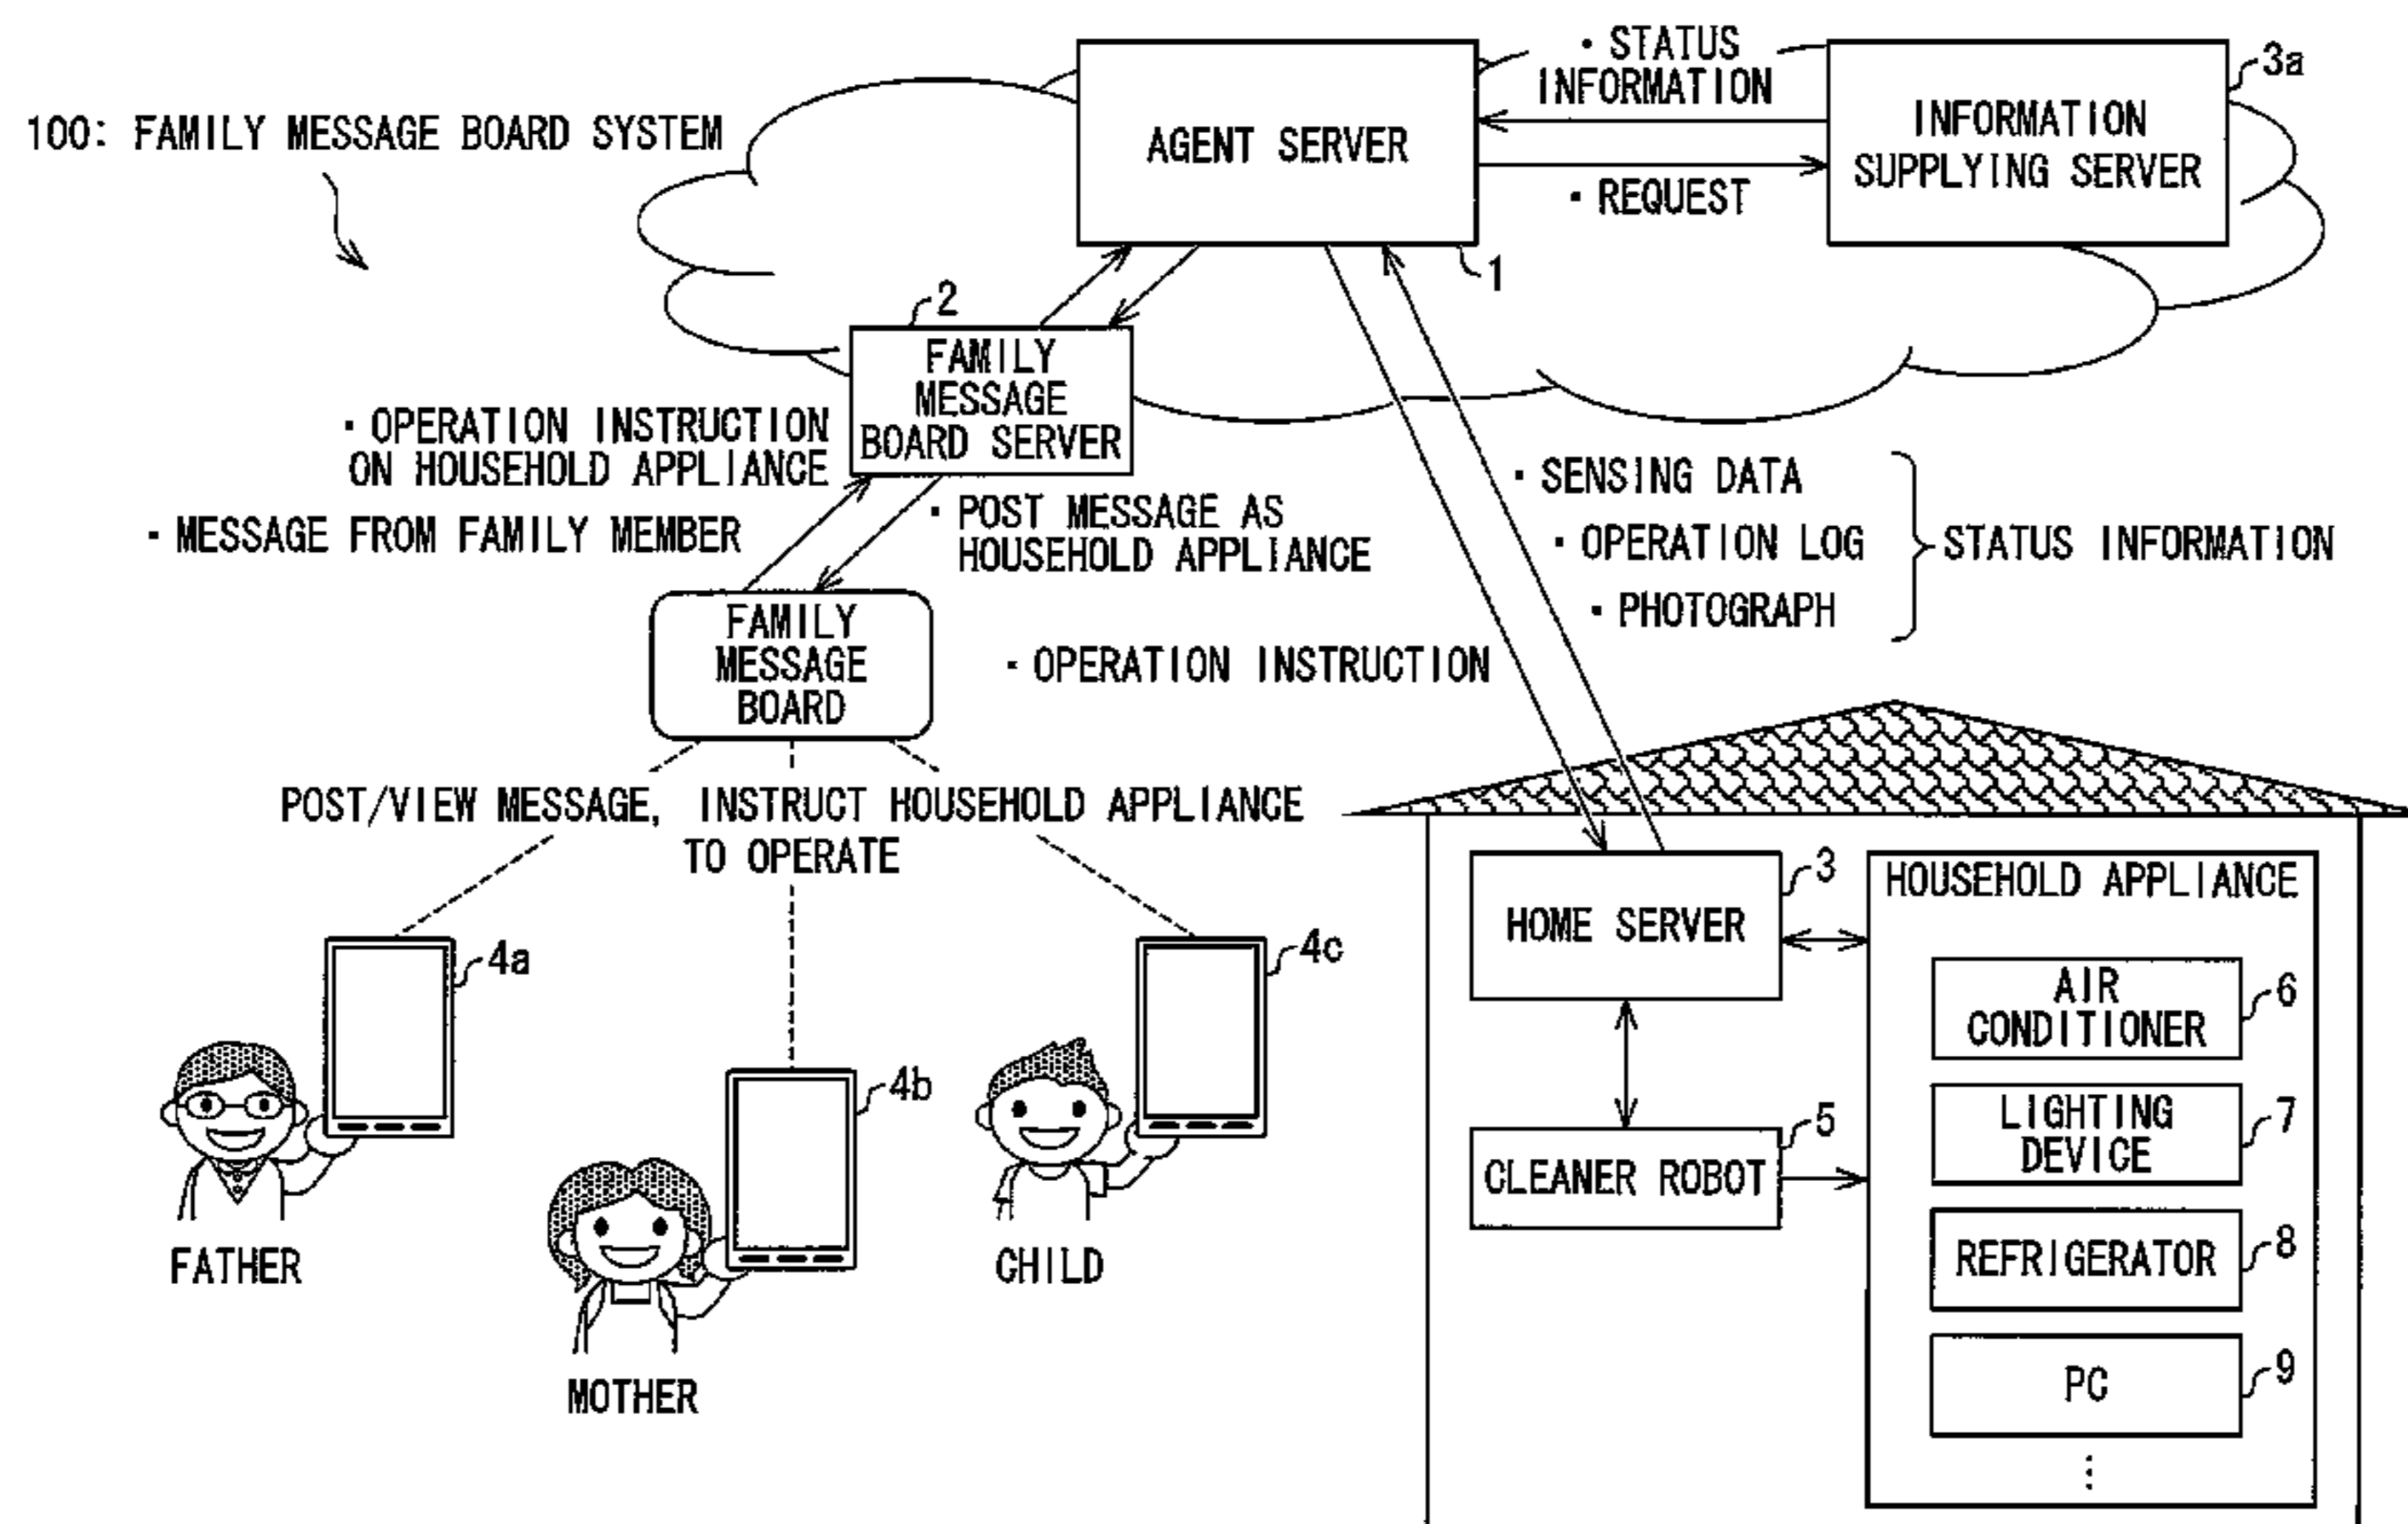 100: FAMILY MESSAGE BOARD SYSTEM
AGENT SERVER
1
· STATUS
INFORMATION
· REQUEST
INFORMATION
SUPPLYING SERVER
3a
2
FAMILY
MESSAGE
BOARD SERVER
· OPERATION INSTRUCTION
ON HOUSEHOLD APPLIANCE
· MESSAGE FROM FAMILY MEMBER
· POST MESSAGE AS
HOUSEHOLD APPLIANCE
· SENSING DATA
· OPERATION LOG
· PHOTOGRAPH
STATUS INFORMATION
FAMILY
MESSAGE
BOARD
· OPERATION INSTRUCTION
POST/VIEW MESSAGE, INSTRUCT HOUSEHOLD APPLIANCE
TO OPERATE
4a
4b
4c
FATHER
MOTHER
CHILD
HOME SERVER
3
CLEANER ROBOT
5
HOUSEHOLD APPLIANCE
AIR
CONDITIONER
6
LIGHTING
DEVICE
7
REFRIGERATOR
8
PC
9
⋮